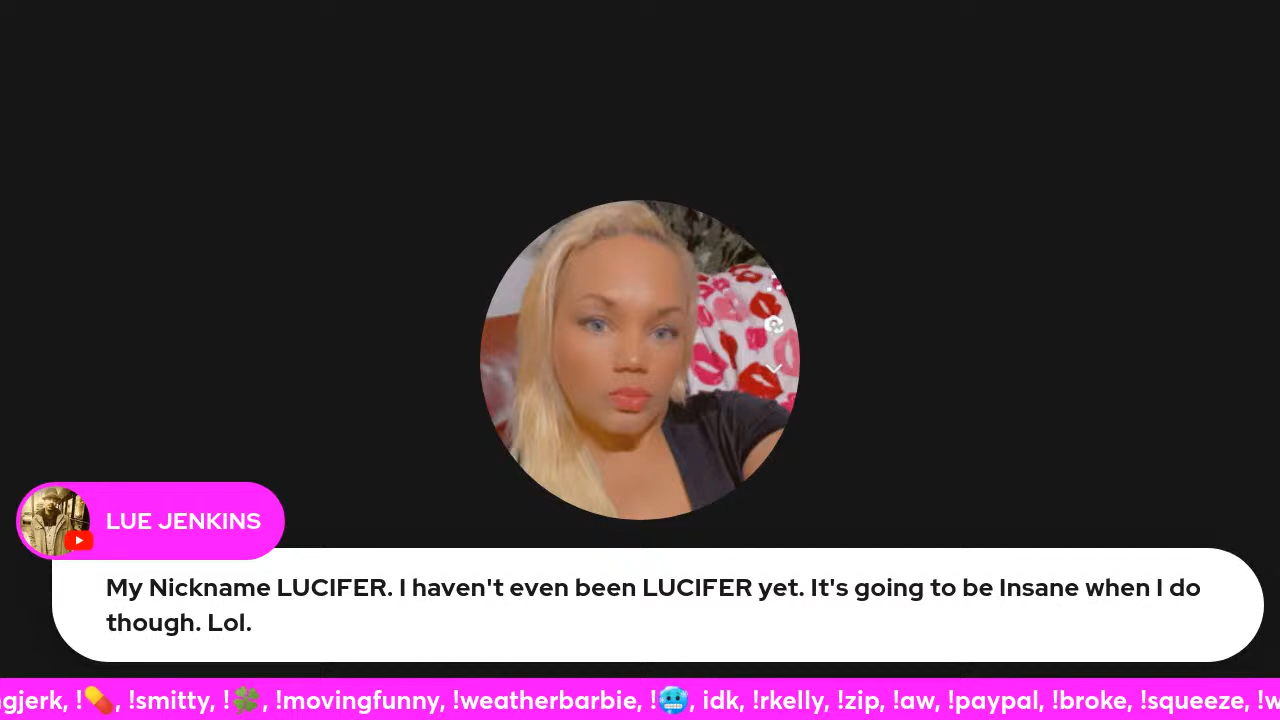 LUE JENKINS
My Nickname LUCIFER. I haven't even been LUCIFER yet. It's going to be Insane when I do
though. Lol.
gjerk, !💊, !smitty, !🍀, !movingfunny, !weatherbarbie, !🥶, idk, !rkelly, !zip, !aw, !paypal, !broke, !squeeze, !w